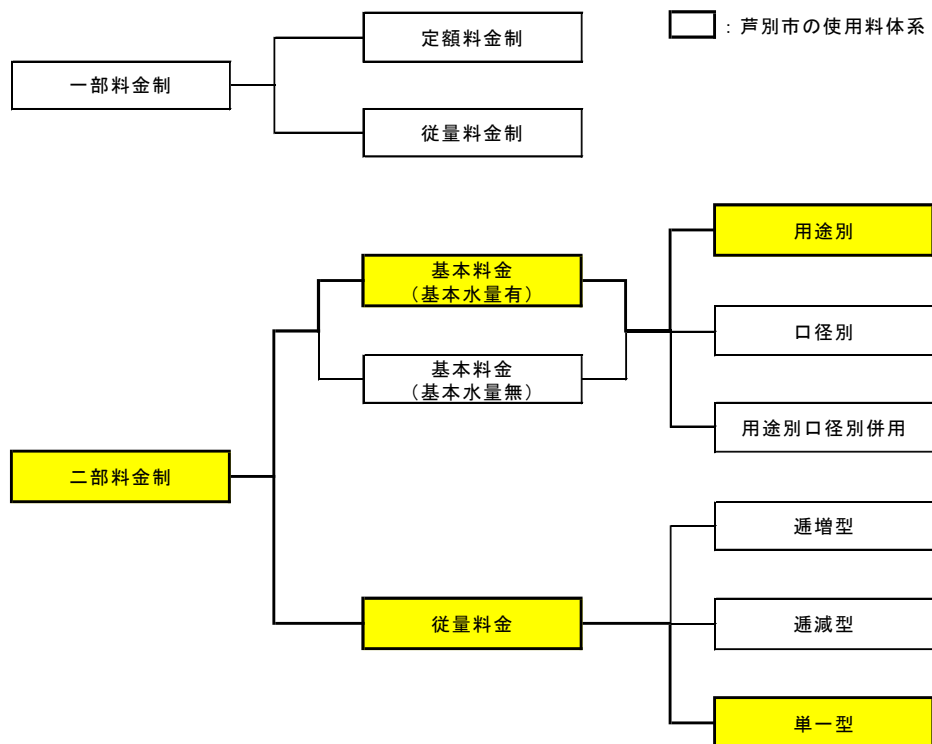 定額料金制
：芦別市の使用料体系
一部料金制
従量料金制
用途別
基本料金
（基本水量有）
口径別
基本料金
（基本水量無）
用途別口径別併用
二部料金制
逓増型
従量料金
逓減型
単一型